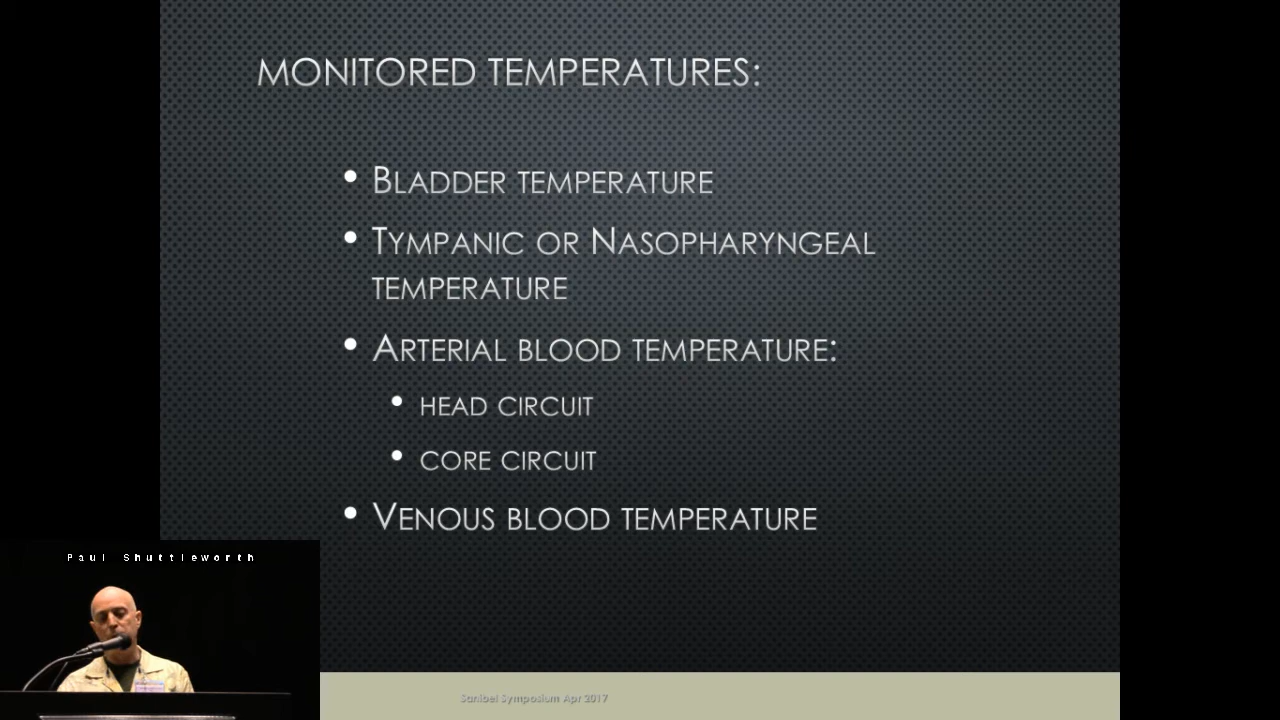 MONITORED TEMPERATURES:
• BLADDER TEMPERATURE
• TYMPANIC OR NASOPHARYNGEAL
TEMPERATURE
• ARTERIAL BLOOD TEMPERATURE:
• HEAD CIRCUIT
• CORE CIRCUIT
• VENOUS BLOOD TEMPERATURE
Paul Shuttleworth
Sanibel Symposium Apr 2017